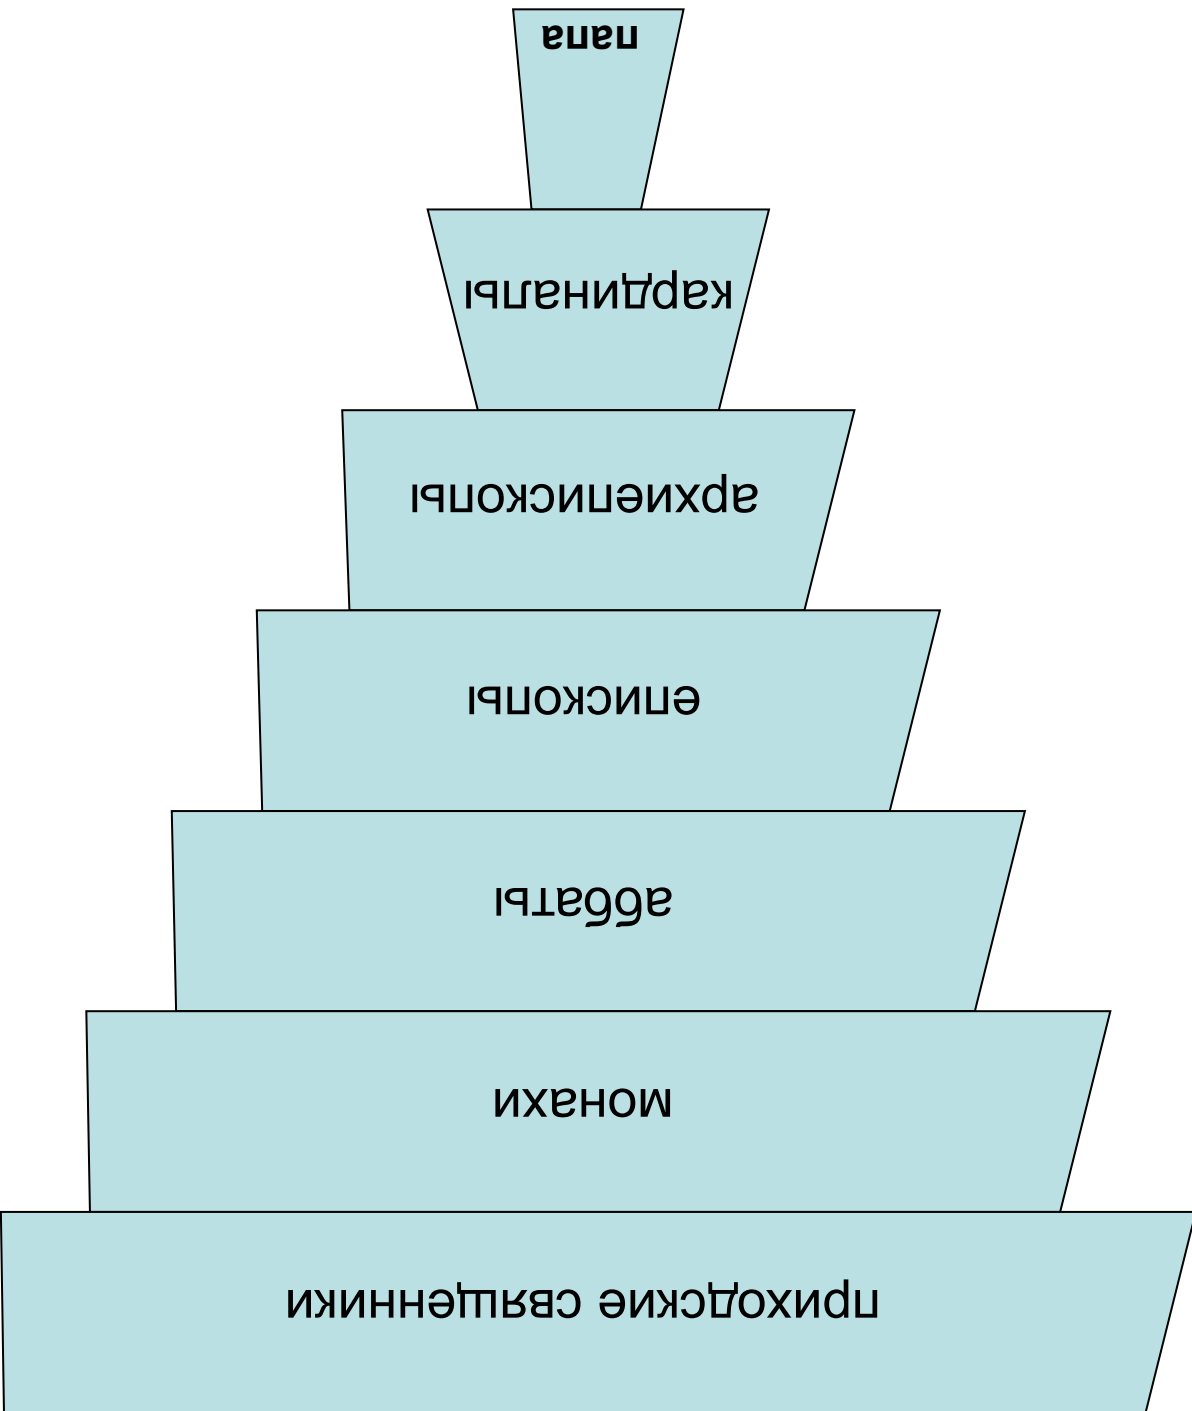 папа
кардиналы
архиепископы
епископы
аббаты
монахи
приходские священники